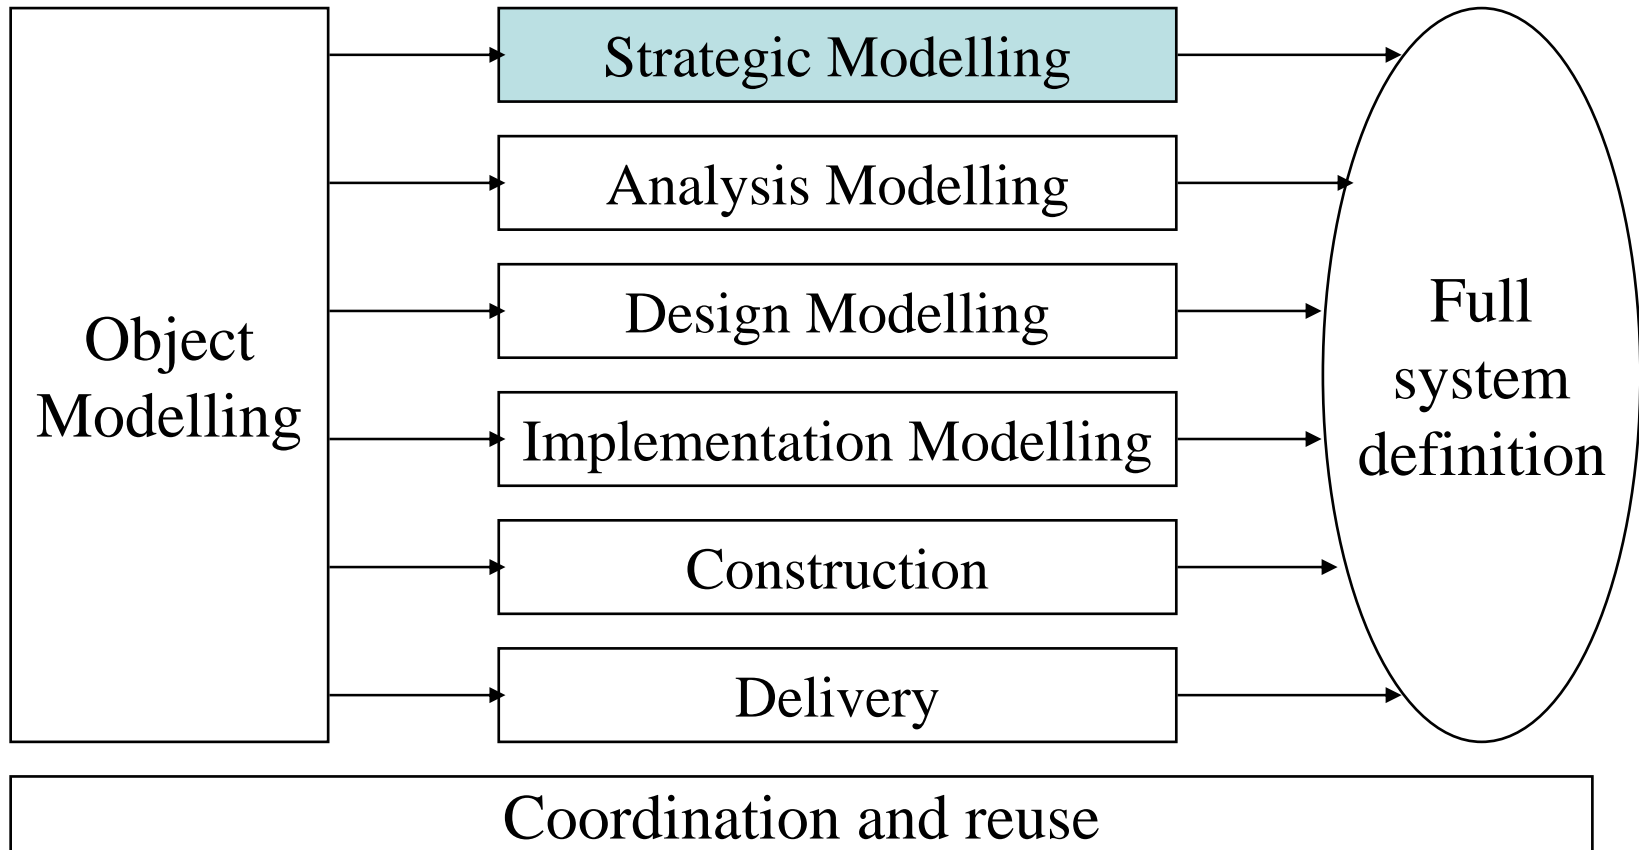 Object
Modelling
Strategic Modelling
Analysis Modelling
Design Modelling
Implementation Modelling
Construction
Delivery
Full
system
definition
Coordination and reuse